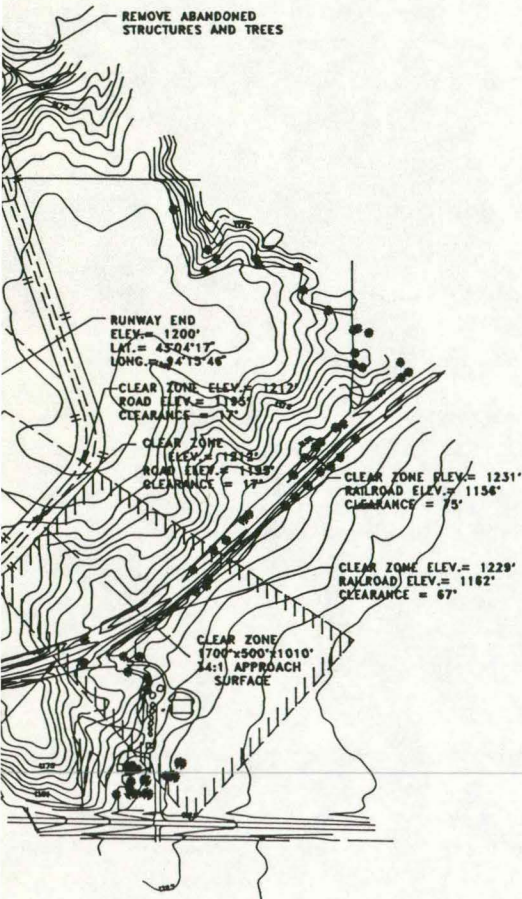 REMOVE ABANDONED
STRUCTURES AND TREES
RUNWAY END
ELEV.= 1200'
LAT.= 43°04'17"
LONG.= 94°15'46"
CLEAR ZONE ELEV.= 1212'
ROAD ELEV.= 1195'
CLEARANCE = 17'
CLEAR ZONE
ELEV.= 1212'
ROAD ELEV.= 1195'
CLEARANCE = 17'
CLEAR ZONE ELEV.= 1231'
RAILROAD ELEV.= 1156'
CLEARANCE = 75'
CLEAR ZONE ELEV.= 1229'
RAILROAD ELEV.= 1162'
CLEARANCE = 67'
CLEAR ZONE
1700'x500'x1010'
34:1 APPROACH
SURFACE
1170